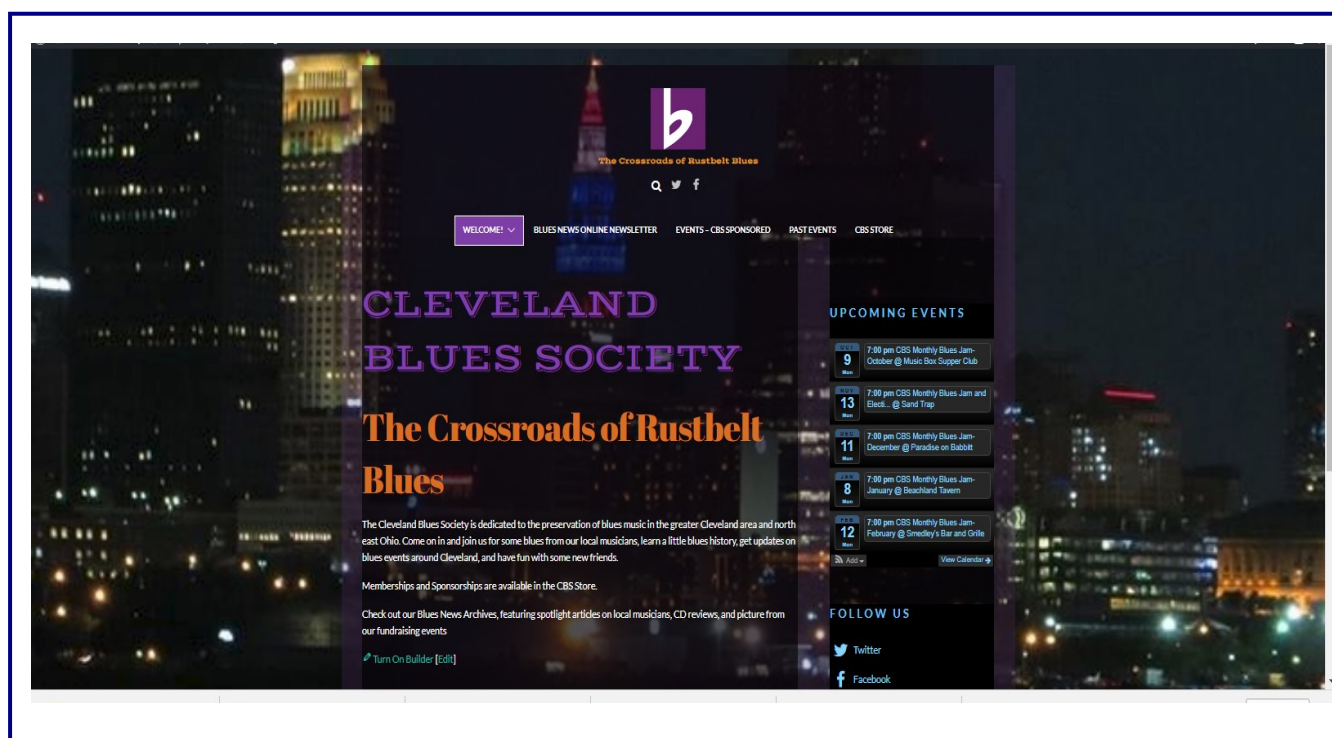 The Crossroads of Rustbelt Blues
WELCOME!
BLUES NEWS ONLINE NEWSLETTER
EVENTS – CBS SPONSORED
PAST EVENTS
CBS STORE
CLEVELAND
BLUES SOCIETY
The Crossroads of Rustbelt
Blues
The Cleveland Blues Society is dedicated to the preservation of blues music in the greater Cleveland area and north
east Ohio. Come on in and join us for some blues from our local musicians, learn a little blues history, get updates on
blues events around Cleveland, and have fun with some new friends.
Memberships and Sponsorships are available in the CBS Store.
Check out our Blues News Archives, featuring spotlight articles on local musicians, CD reviews, and picture from
our fundraising events
Turn On Builder [Edit]
UPCOMING EVENTS
OCT
9
Mon
7:00 pm CBS Monthly Blues Jam-
October @ Music Box Supper Club
NOV
13
Mon
7:00 pm CBS Monthly Blues Jam and
Electi... @ Sand Trap
DEC
11
Mon
7:00 pm CBS Monthly Blues Jam-
December @ Paradise on Babbitt
JAN
8
Mon
7:00 pm CBS Monthly Blues Jam-
January @ Beachland Tavern
FEB
12
Mon
7:00 pm CBS Monthly Blues Jam-
February @ Smedley's Bar and Grille
Add
View Calendar
FOLLOW US
Twitter
Facebook